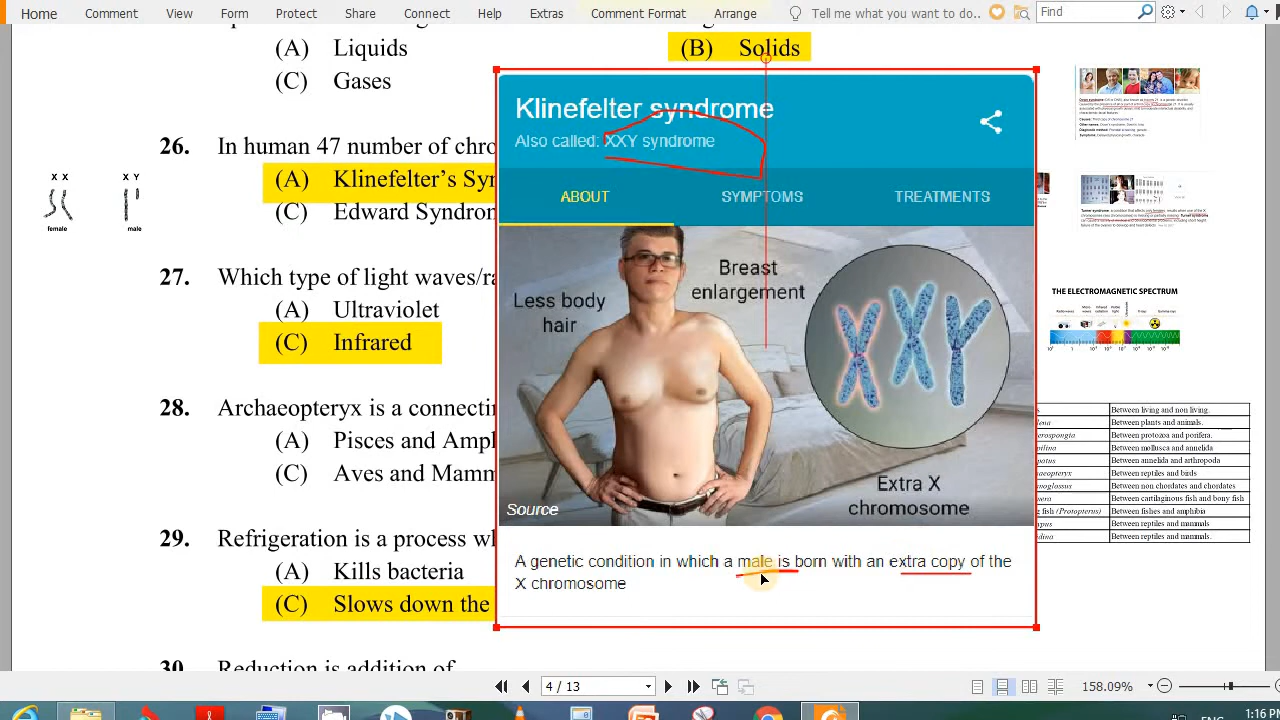 Comment Form Protect Share Connect Help Extras Comment Format Arrange Tell me what you want to do.. Find
(A) Liquids (B) Solids
(C) Gases
26. In human 47 number of chro
X X X Y
(A) Klinefelter's Syn
(C) Edward Syndron
female male
27. Which type of light waves/ra
(A) Ultraviolet
(C) Infrared
28. Archaeopteryx is a connectin
(A) Pisces and Amph
(C) Aves and Mamm
29. Refrigeration is a process wh
(A) Kills bacteria
(C) Slows down the
30. Reduction is addition of
Klinefelter syndrome
Also called: XXY syndrome
ABOUT SYMPTOMS TREATMENTS
Less body
hair
Breast
enlargement
Extra X
chromosome
Source
A genetic condition in which a male is born with an extra copy of the
X chromosome
THE ELECTROMAGNETIC SPECTRUM
Between living and non living.
Between plants and animals.
Between protozoa and porifera.
Between mollusca and annelida
Between annelida and arthropoda
Between reptiles and birds
Between non chordates and chordates
Between cartilaginous fish and bony fish
fish (Protopterus) Between fishes and amphibia
Between reptiles and mammals
Between reptiles and mammals.
4 / 13
158.09%
ENG
1:16 PM